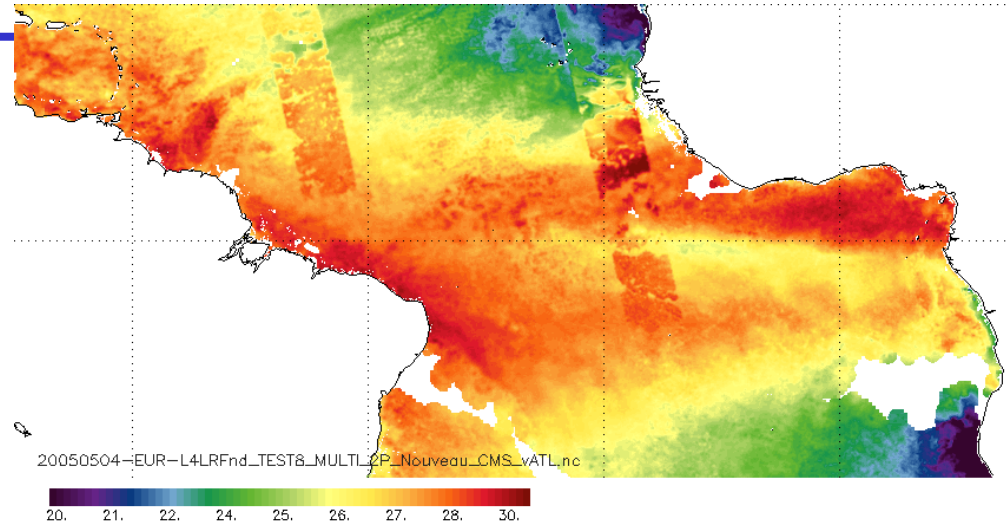 20050504-EUR-L4LRFnd_TEST8_MULTI_2P_Nouveau_CMS_vATL.nc
20. 21. 22. 24. 25. 26. 27. 28. 30.